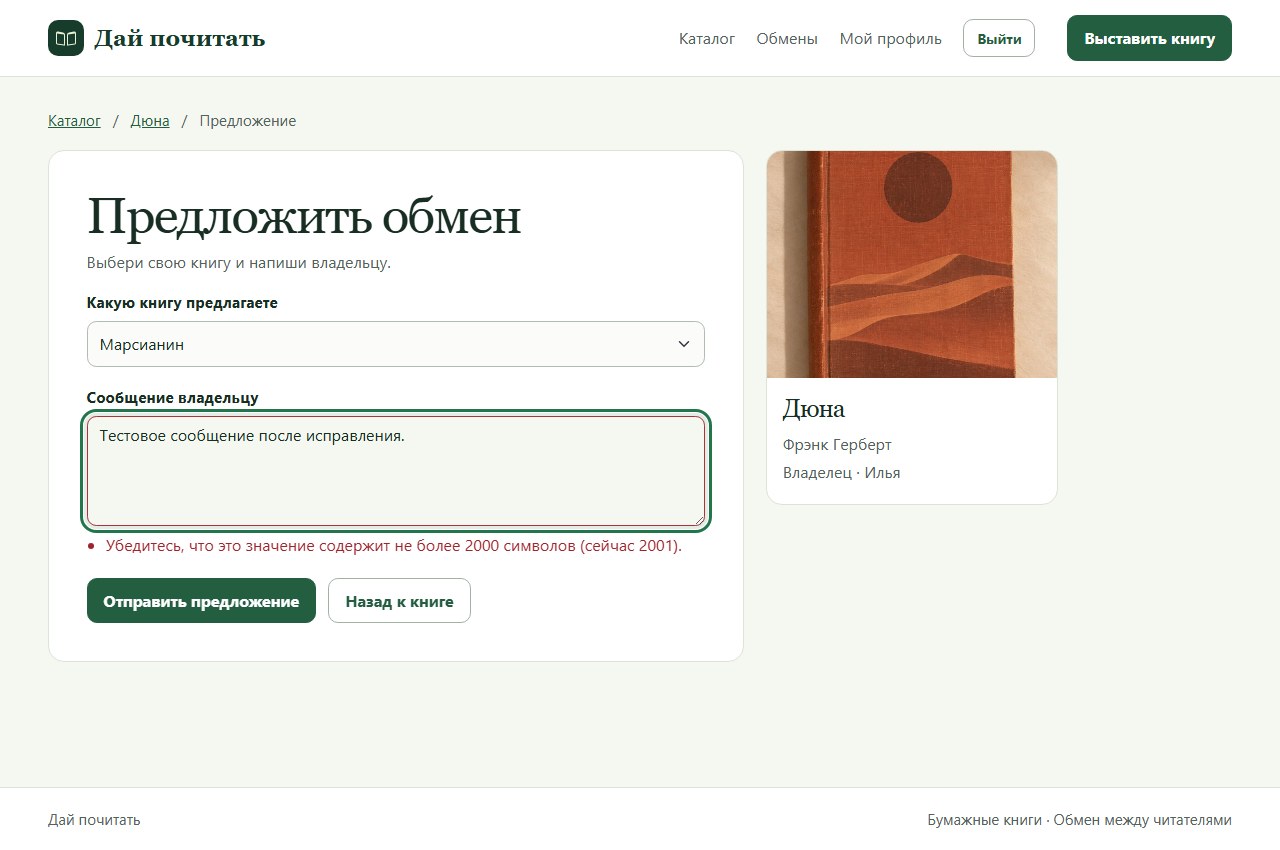 Дай почитать
Каталог
Обмены
Мой профиль
Выйти
Выставить книгу
Каталог / Дюна / Предложение
Предложить обмен
Выбери свою книгу и напиши владельцу.
Какую книгу предлагаете
Марсианин
Сообщение владельцу
Тестовое сообщение после исправления.
Убедитесь, что это значение содержит не более 2000 символов (сейчас 2001).
Отправить предложение
Назад к книге
Дюна
Фрэнк Герберт
Владелец · Илья
Дай почитать
Бумажные книги · Обмен между читателями